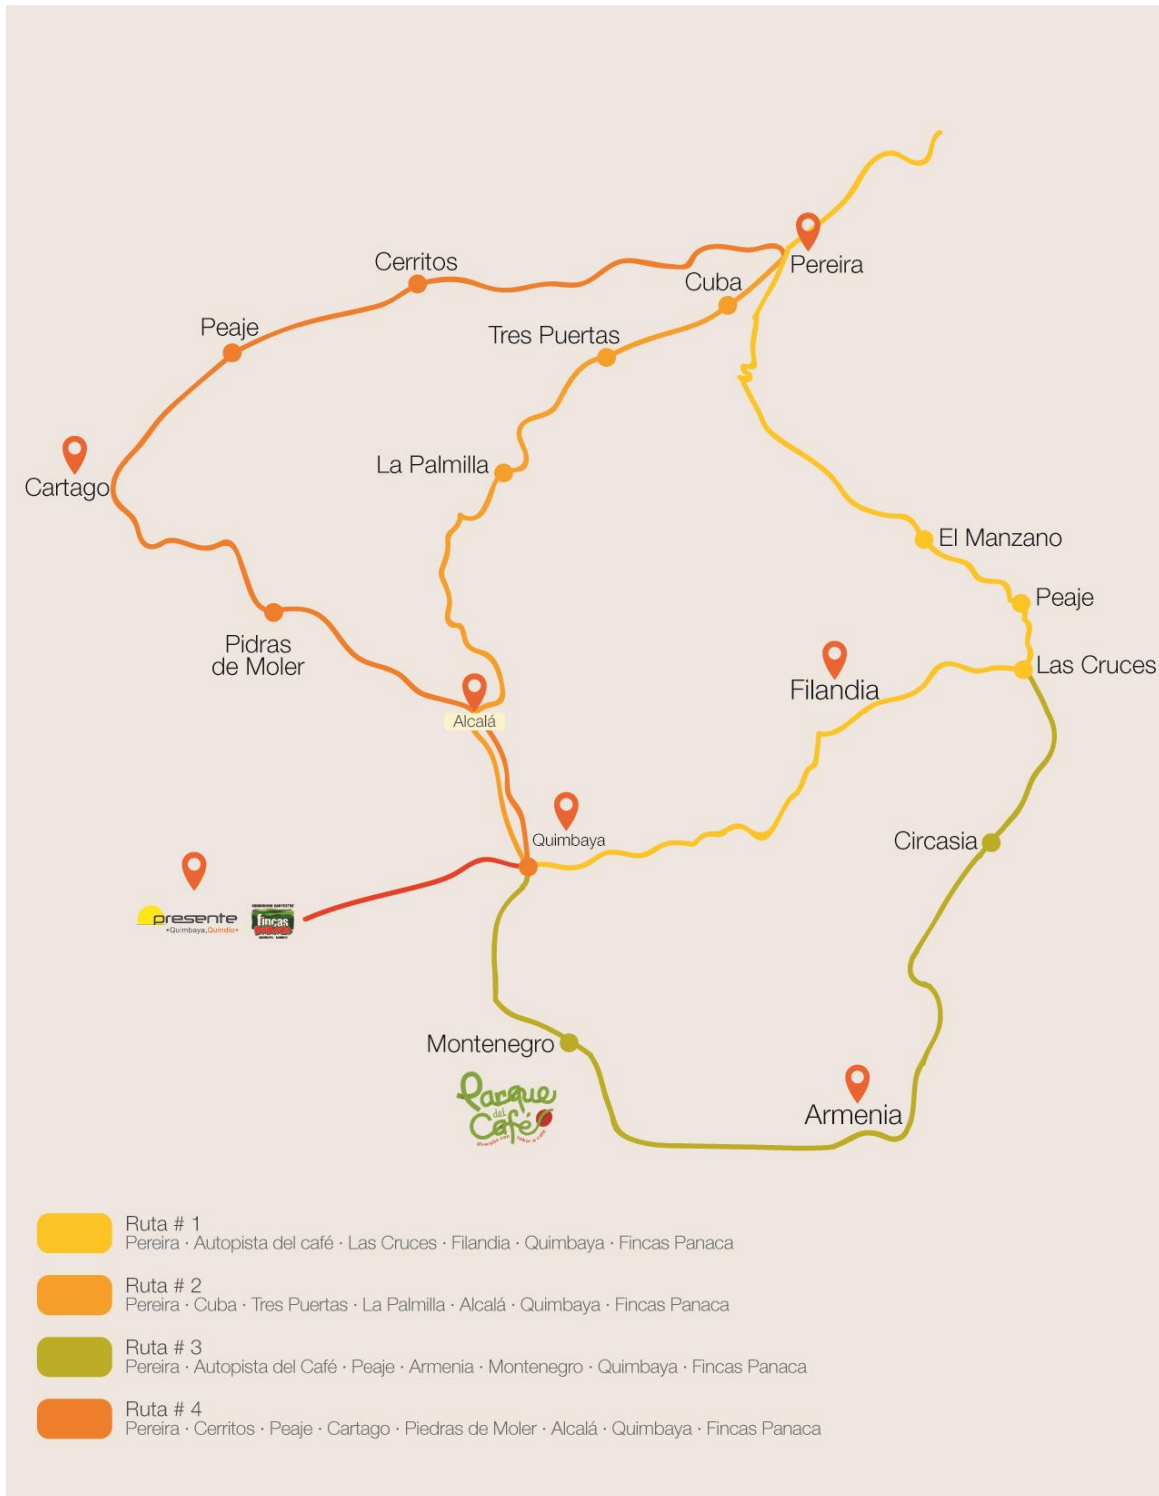 Pereira
Cerritos
Cuba
Peaje
Tres Puertas
La Palmilla
Cartago
El Manzano
Peaje
Pidras
de Moler
Las Cruces
Filandia
Alcalá
Quimbaya
Circasia
presente
•Quimbaya,Quindío•
fincas
Montenegro
Parque
del
Café
Armenia
Ruta # 1
Pereira · Autopista del café · Las Cruces · Filandia · Quimbaya · Fincas Panaca
Ruta # 2
Pereira · Cuba · Tres Puertas · La Palmilla · Alcalá · Quimbaya · Fincas Panaca
Ruta # 3
Pereira · Autopista del Café · Peaje · Armenia · Montenegro · Quimbaya · Fincas Panaca
Ruta # 4
Pereira · Cerritos · Peaje · Cartago · Piedras de Moler · Alcalá · Quimbaya · Fincas Panaca